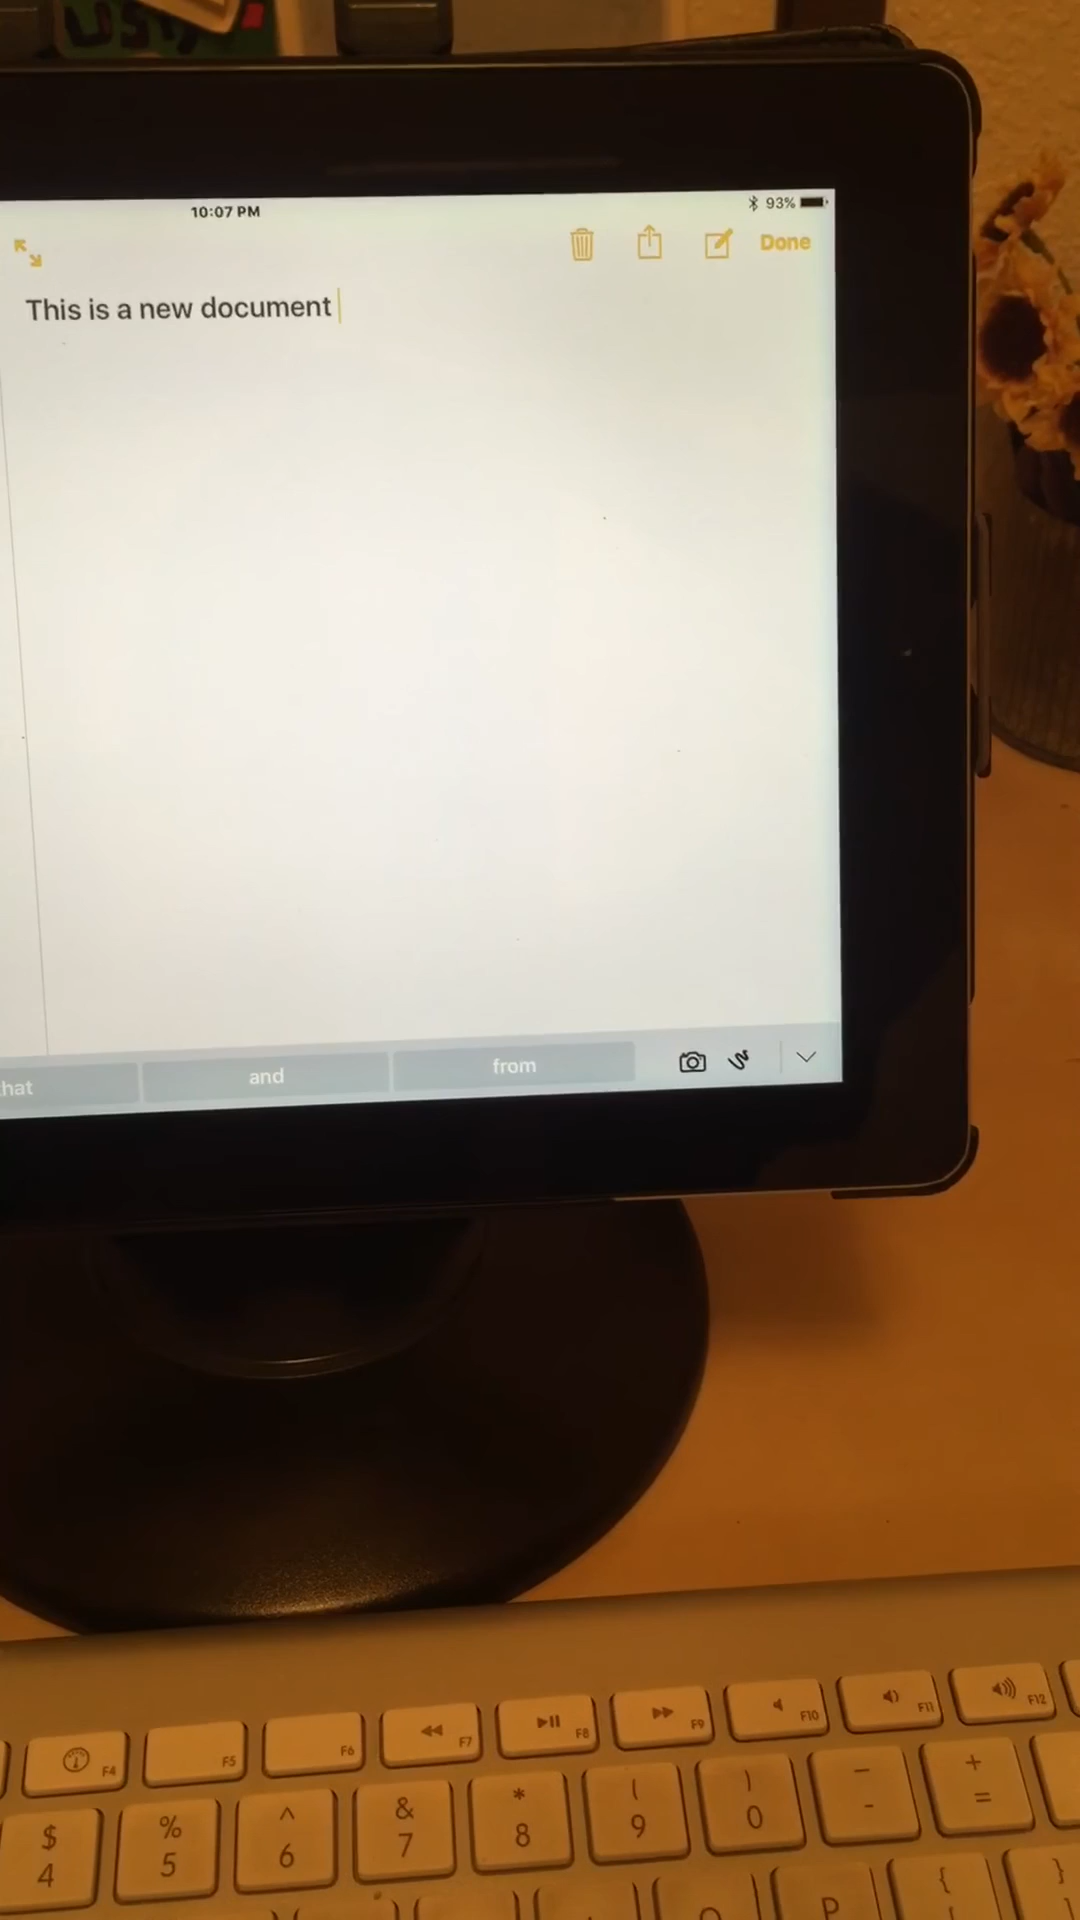 10:07 PM
93%
Done
This is a new document
hat
and
from
F4
F5
F6
F7
F8
F9
F10
F11
F12
$ % ^ & * ( ) — +
4 5 6 7 8 9 0 - =
P { }